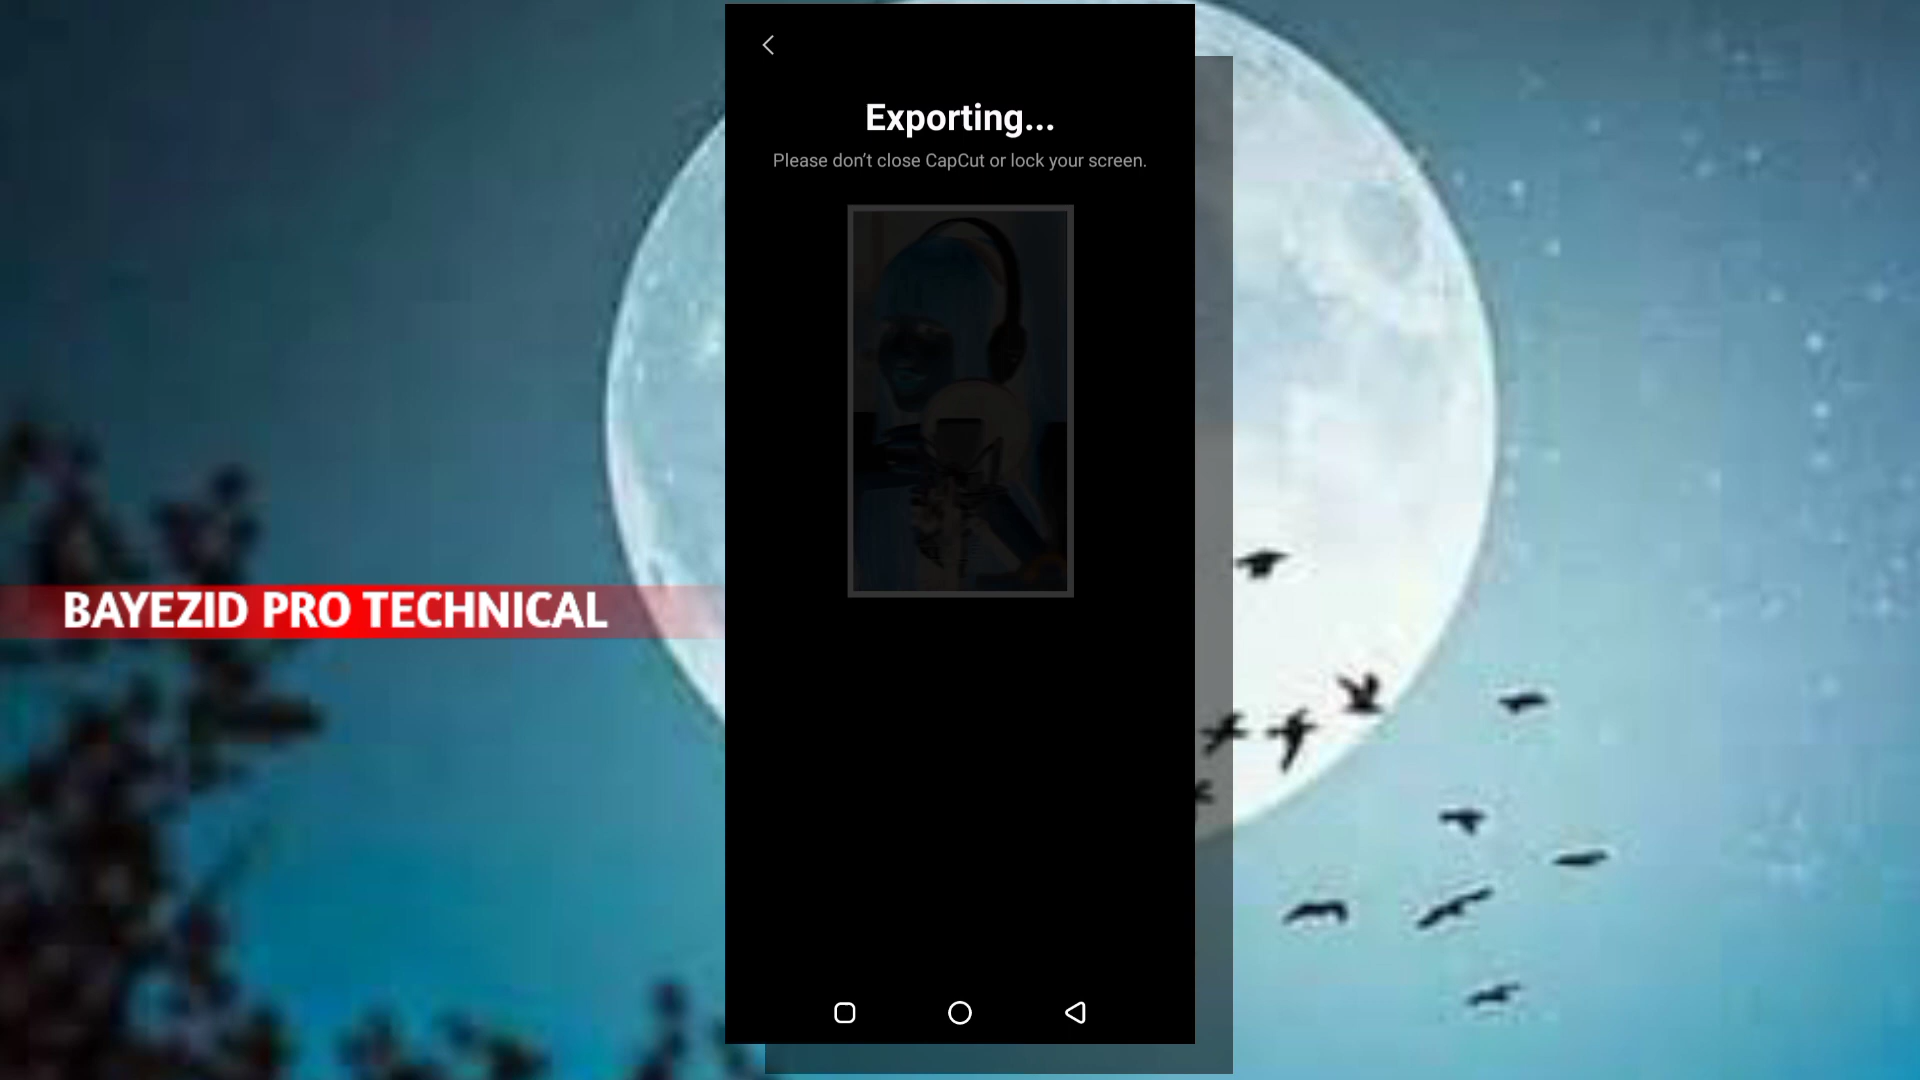 Exporting...
Please don’t close CapCut or lock your screen.
BAYEZID PRO TECHNICAL